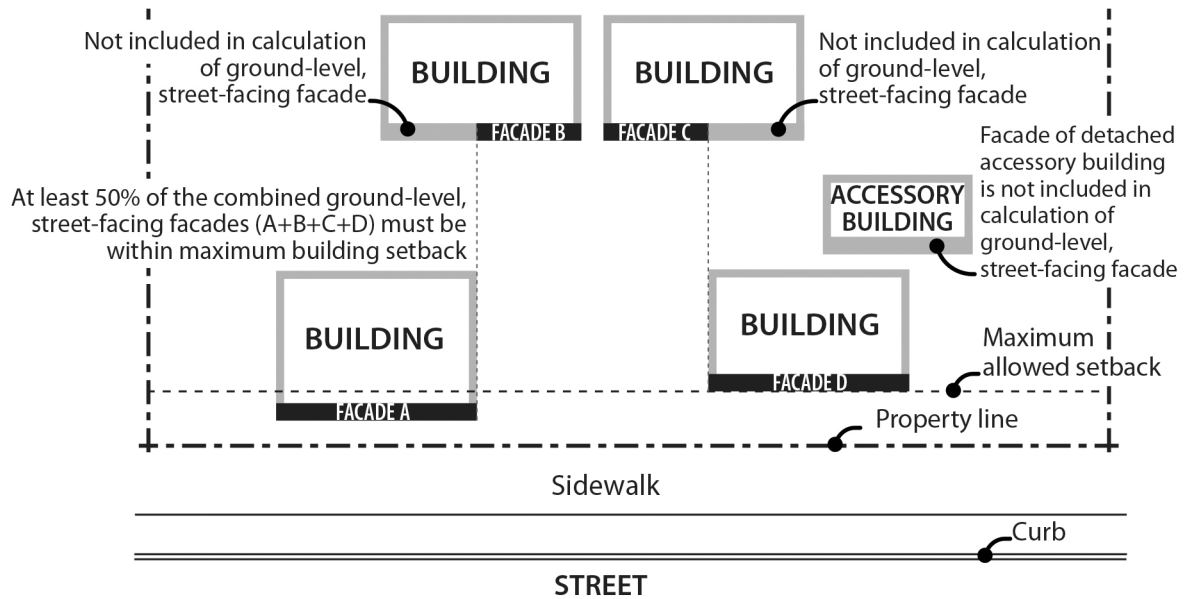 Not included in calculation
of ground-level,
street-facing facade
BUILDING
FACADE B
BUILDING
FACADE C
Not included in calculation
of ground-level,
street-facing facade
Facade of detached
accessory building
is not included in
calculation of
ground-level,
street-facing facade
ACCESSORY
BUILDING
At least 50% of the combined ground-level,
street-facing facades (A+B+C+D) must be
within maximum building setback
BUILDING
FACADE A
BUILDING
FACADE D
Maximum
allowed setback
Property line
Sidewalk
Curb
STREET